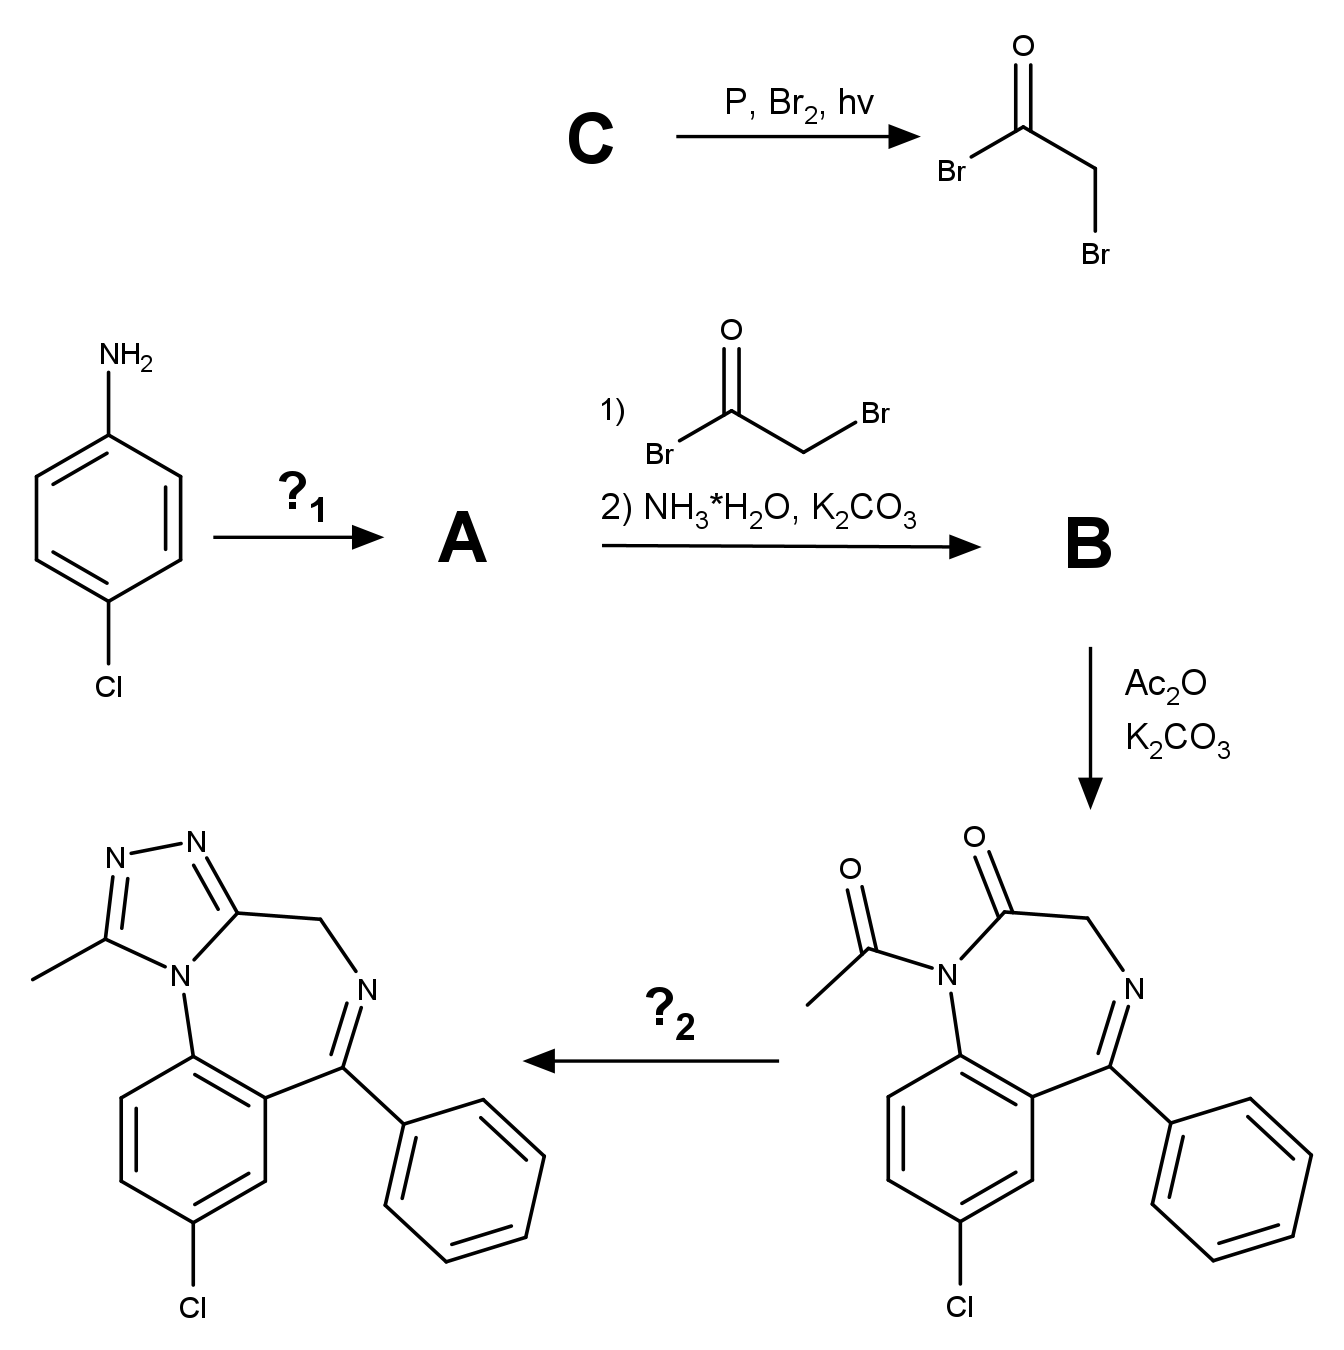 O
P, Br2, hv
C
Br
Br
NH2
O
1)
Br
Br
?1
2) NH3*H2O, K2CO3
A
B
Cl
Ac2O
K2CO3
N
N
O
O
N
N
N
N
?2
Cl
Cl